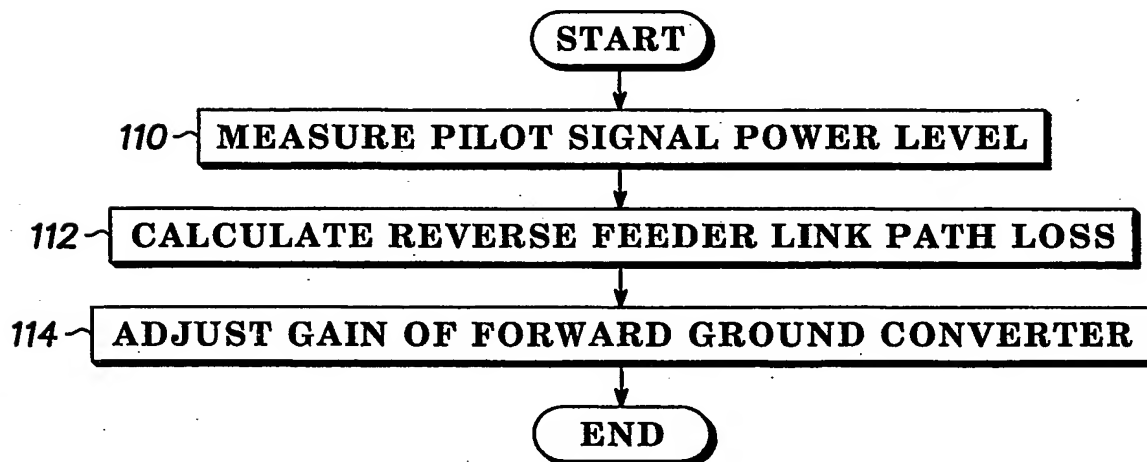 START
110 MEASURE PILOT SIGNAL POWER LEVEL
112 CALCULATE REVERSE FEEDER LINK PATH LOSS
114 ADJUST GAIN OF FORWARD GROUND CONVERTER
END